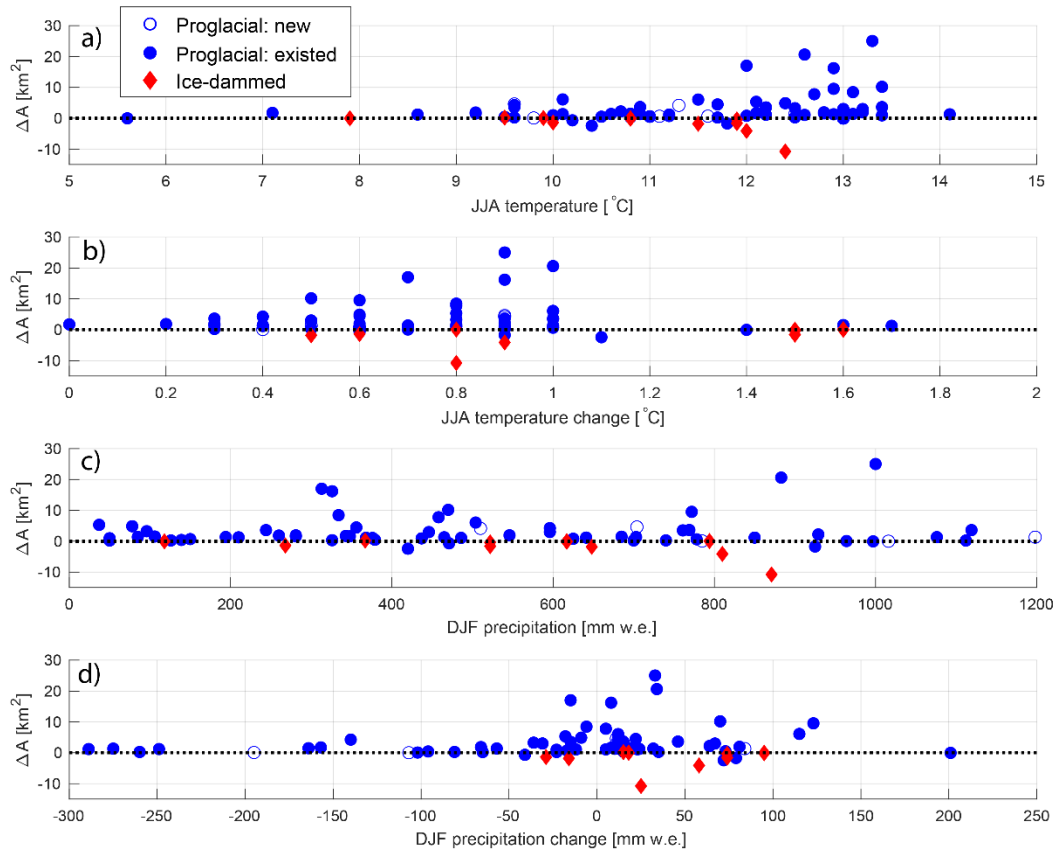 a)
Proglacial: new
Proglacial: existed
Ice-dammed
ΔA [km²]
30
20
10
0
-10
5 6 7 8 9 10 11 12 13 14 15
JJA temperature [ °C]
b)
ΔA [km²]
30
20
10
0
-10
0 0.2 0.4 0.6 0.8 1 1.2 1.4 1.6 1.8 2
JJA temperature change [ °C]
c)
ΔA [km²]
30
20
10
0
-10
0 200 400 600 800 1000 1200
DJF precipitation [mm w.e.]
d)
ΔA [km²]
30
20
10
0
-10
-300 -250 -200 -150 -100 -50 0 50 100 150 200 250
DJF precipitation change [mm w.e.]